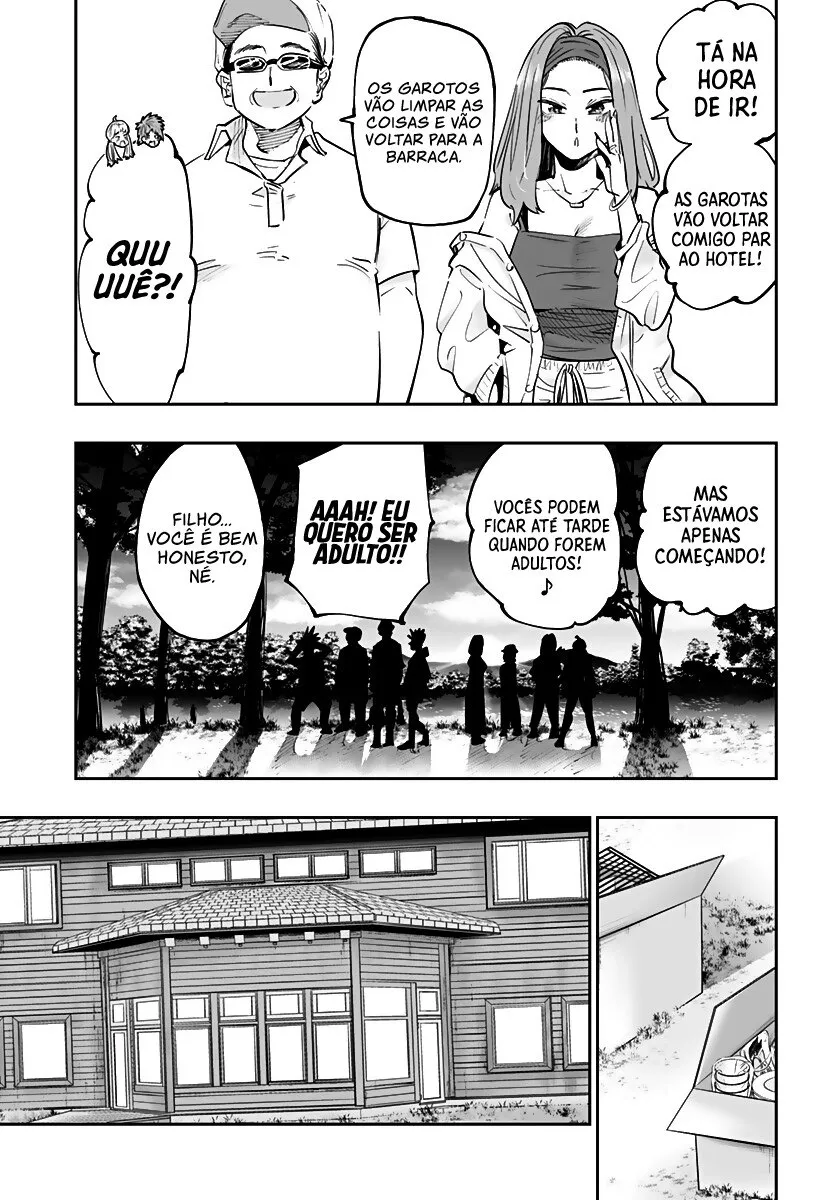 TÁ NA
HORA
DE IR!
AS GAROTAS
VÃO VOLTAR
COMIGO PAR
AO HOTEL!
OS GAROTOS
VÃO LIMPAR AS
COISAS E VÃO
VOLTAR PARA A
BARRACA.
QUU
UUÊ?!
MAS
ESTÁVAMOS
APENAS
COMEÇANDO!
VOCÊS PODEM
FICAR ATÉ TARDE
QUANDO FOREM
ADULTOS!
♪
AAAH! EU
QUERO SER
ADULTO!!
FILHO...
VOCÊ É BEM
HONESTO,
NÉ.